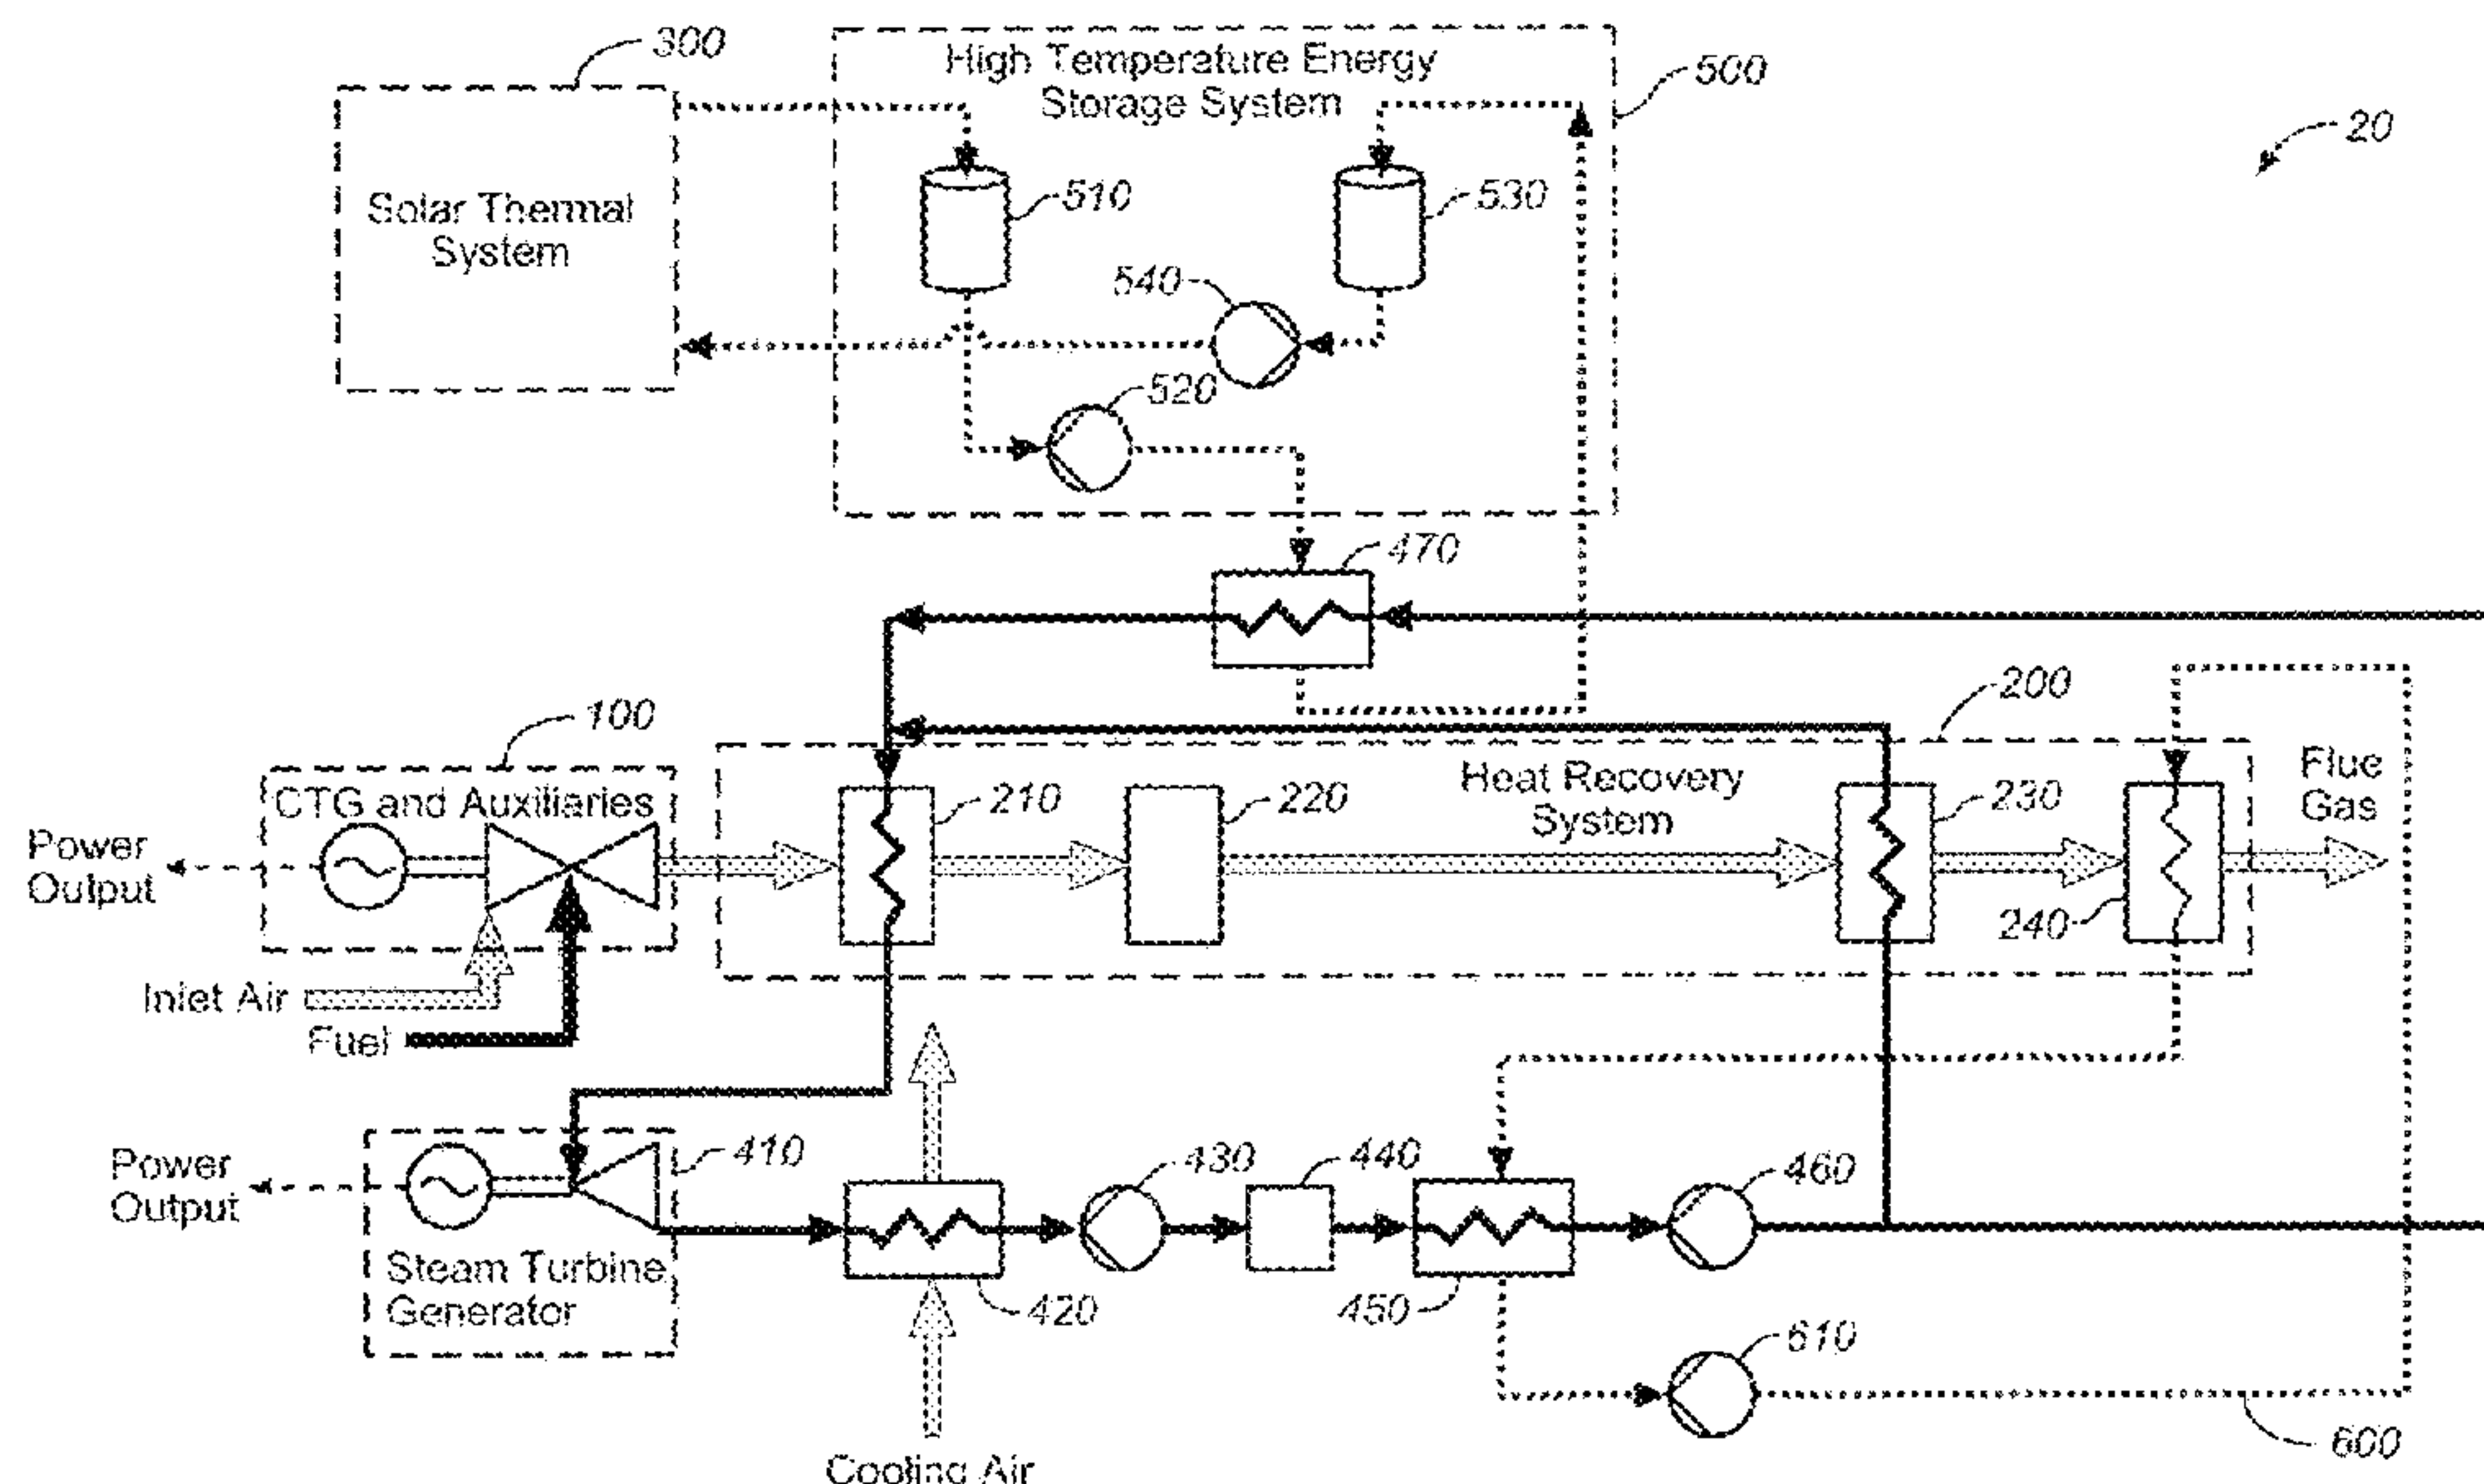 300
High Temperature Energy
Storage System
500
20
Solar Thermal
System
510
530
540
520
470
200
100
CTG and Auxiliaries
210
220
Heat Recovery
System
230
Flue
Gas
Power
Output
240
Inlet Air
Fuel
Power
Output
410
430
440
460
Steam Turbine
Generator
420
450
610
600
Cooling Air